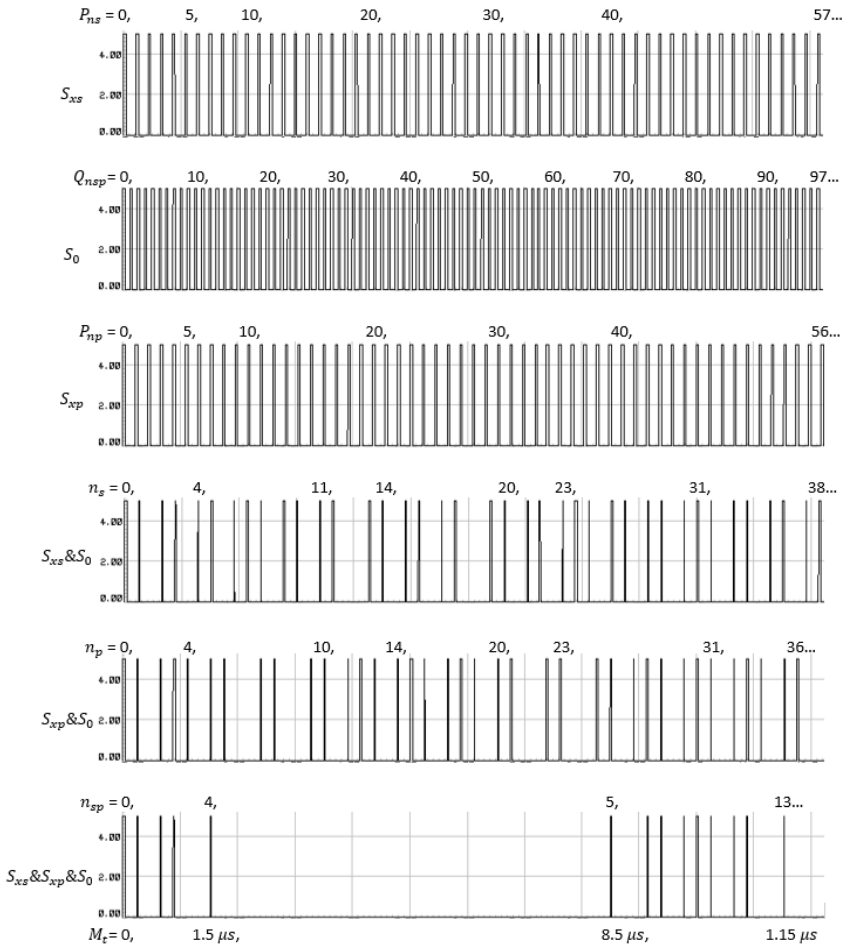 P_ns = 0, 5, 10, 20, 30, 40, 57...
4.00
S_xs
2.00
0.00
Q_nsp = 0, 10, 20, 30, 40, 50, 60, 70, 80, 90, 97...
4.00
2.00
S_0
0.00
P_np = 0, 5, 10, 20, 30, 40, 56...
4.00
S_xp
2.00
0.00
n_s = 0, 4, 11, 14, 20, 23, 31, 38...
4.00
S_xs&S_0
2.00
0.00
n_p = 0, 4, 10, 14, 20, 23, 31, 36...
4.00
S_xp&S_0
2.00
0.00
n_sp = 0, 4, 5, 13...
4.00
2.00
S_xs&S_xp&S_0
0.00
M_t = 0, 1.5 μs, 8.5 μs, 1.15 μs